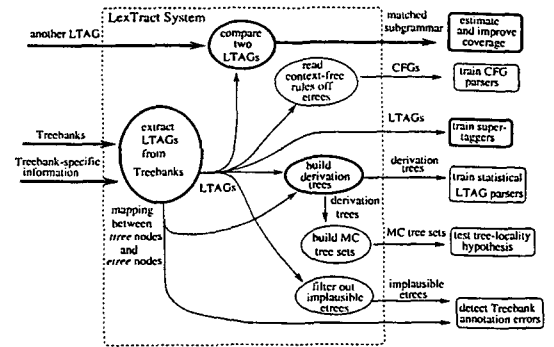 LexTract System
another LTAG
compare
two
LTAGs
matched
subgrammar
estimate
and improve
coverage
read
context-free
rules off
etrees
CFGs
train CFG
parsers
Treebanks
Treebank-specific
information
extract
LTAGs
from
Treebanks
LTAGs
LTAGs
train super-
taggers
build
derivation
trees
derivation
trees
train statistical
LTAG parsers
mapping
between
ttree nodes
and
etree nodes
derivation
trees
build MC
tree sets
MC tree sets
test tree-locality
hypothesis
filter out
implausible
etrees
implausible
etrees
detect Treebank
annotation errors